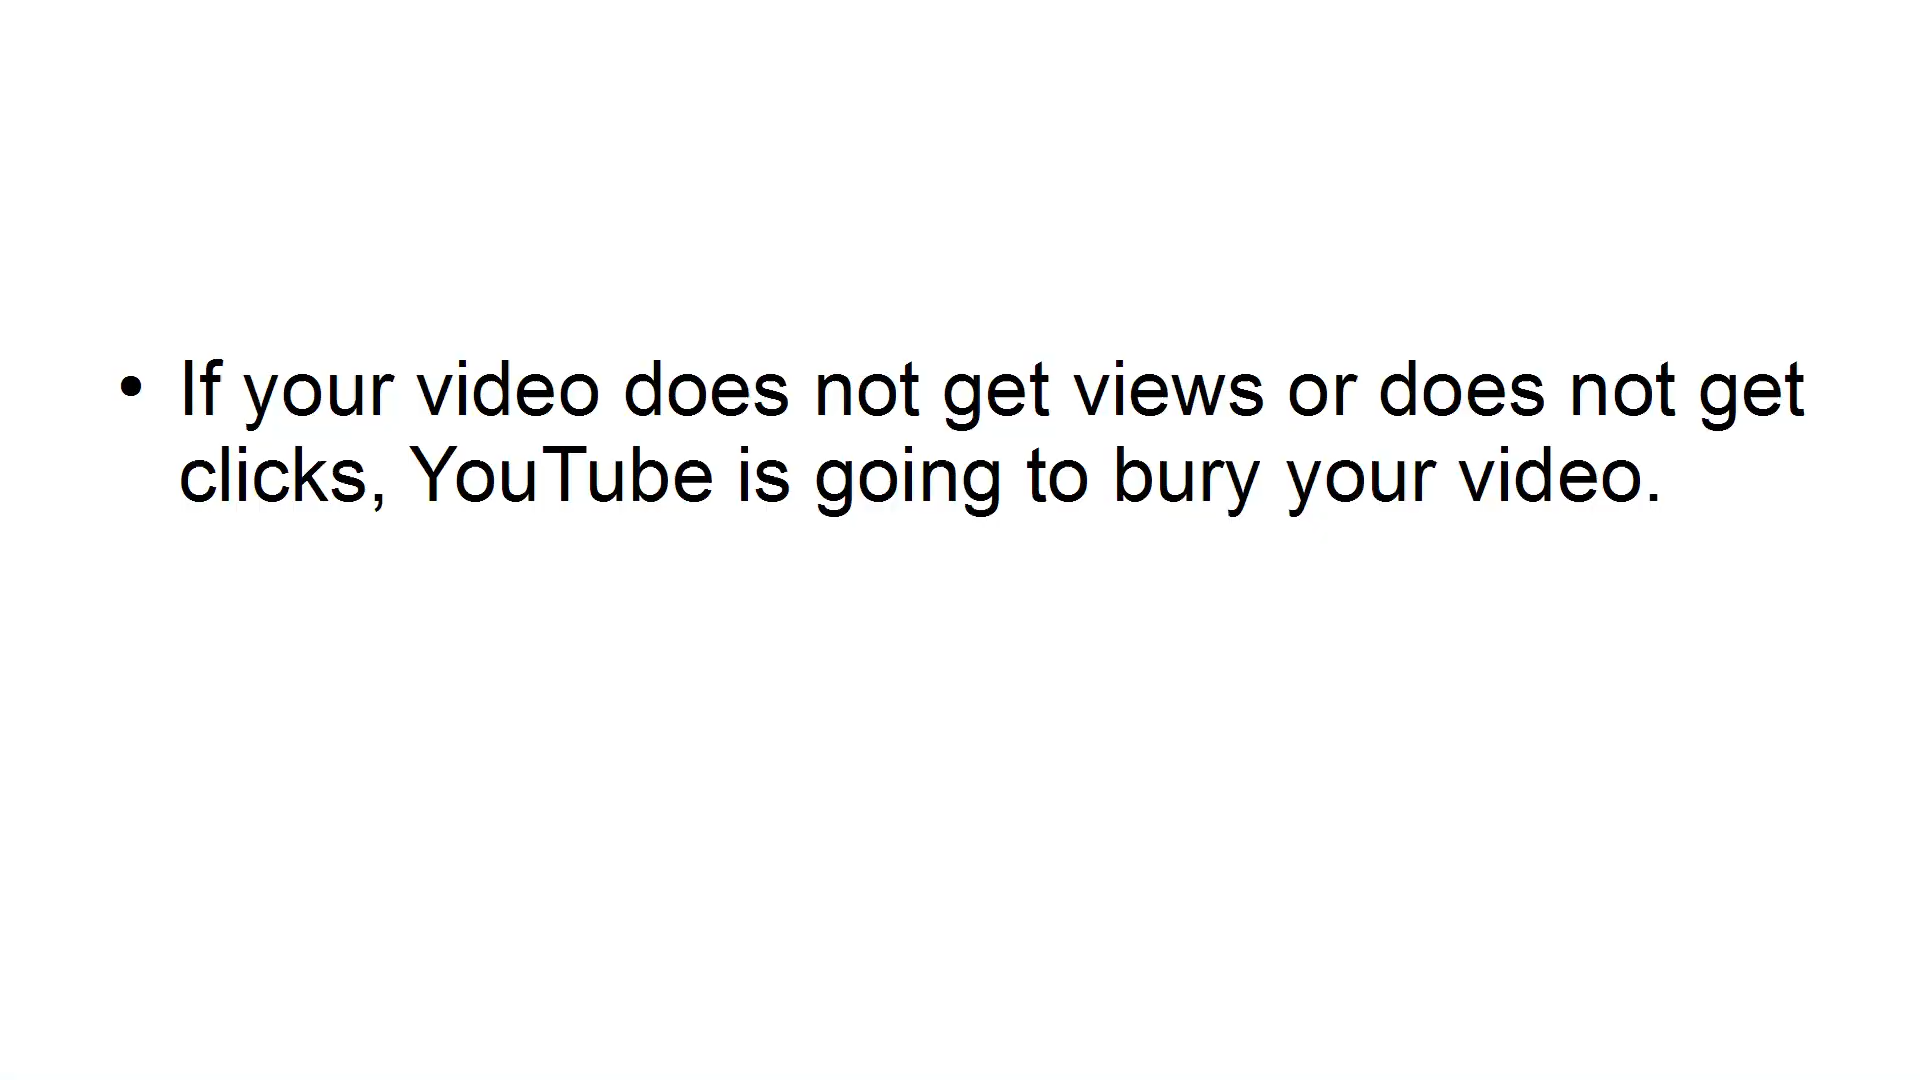 • If your video does not get views or does not get
clicks, YouTube is going to bury your video.